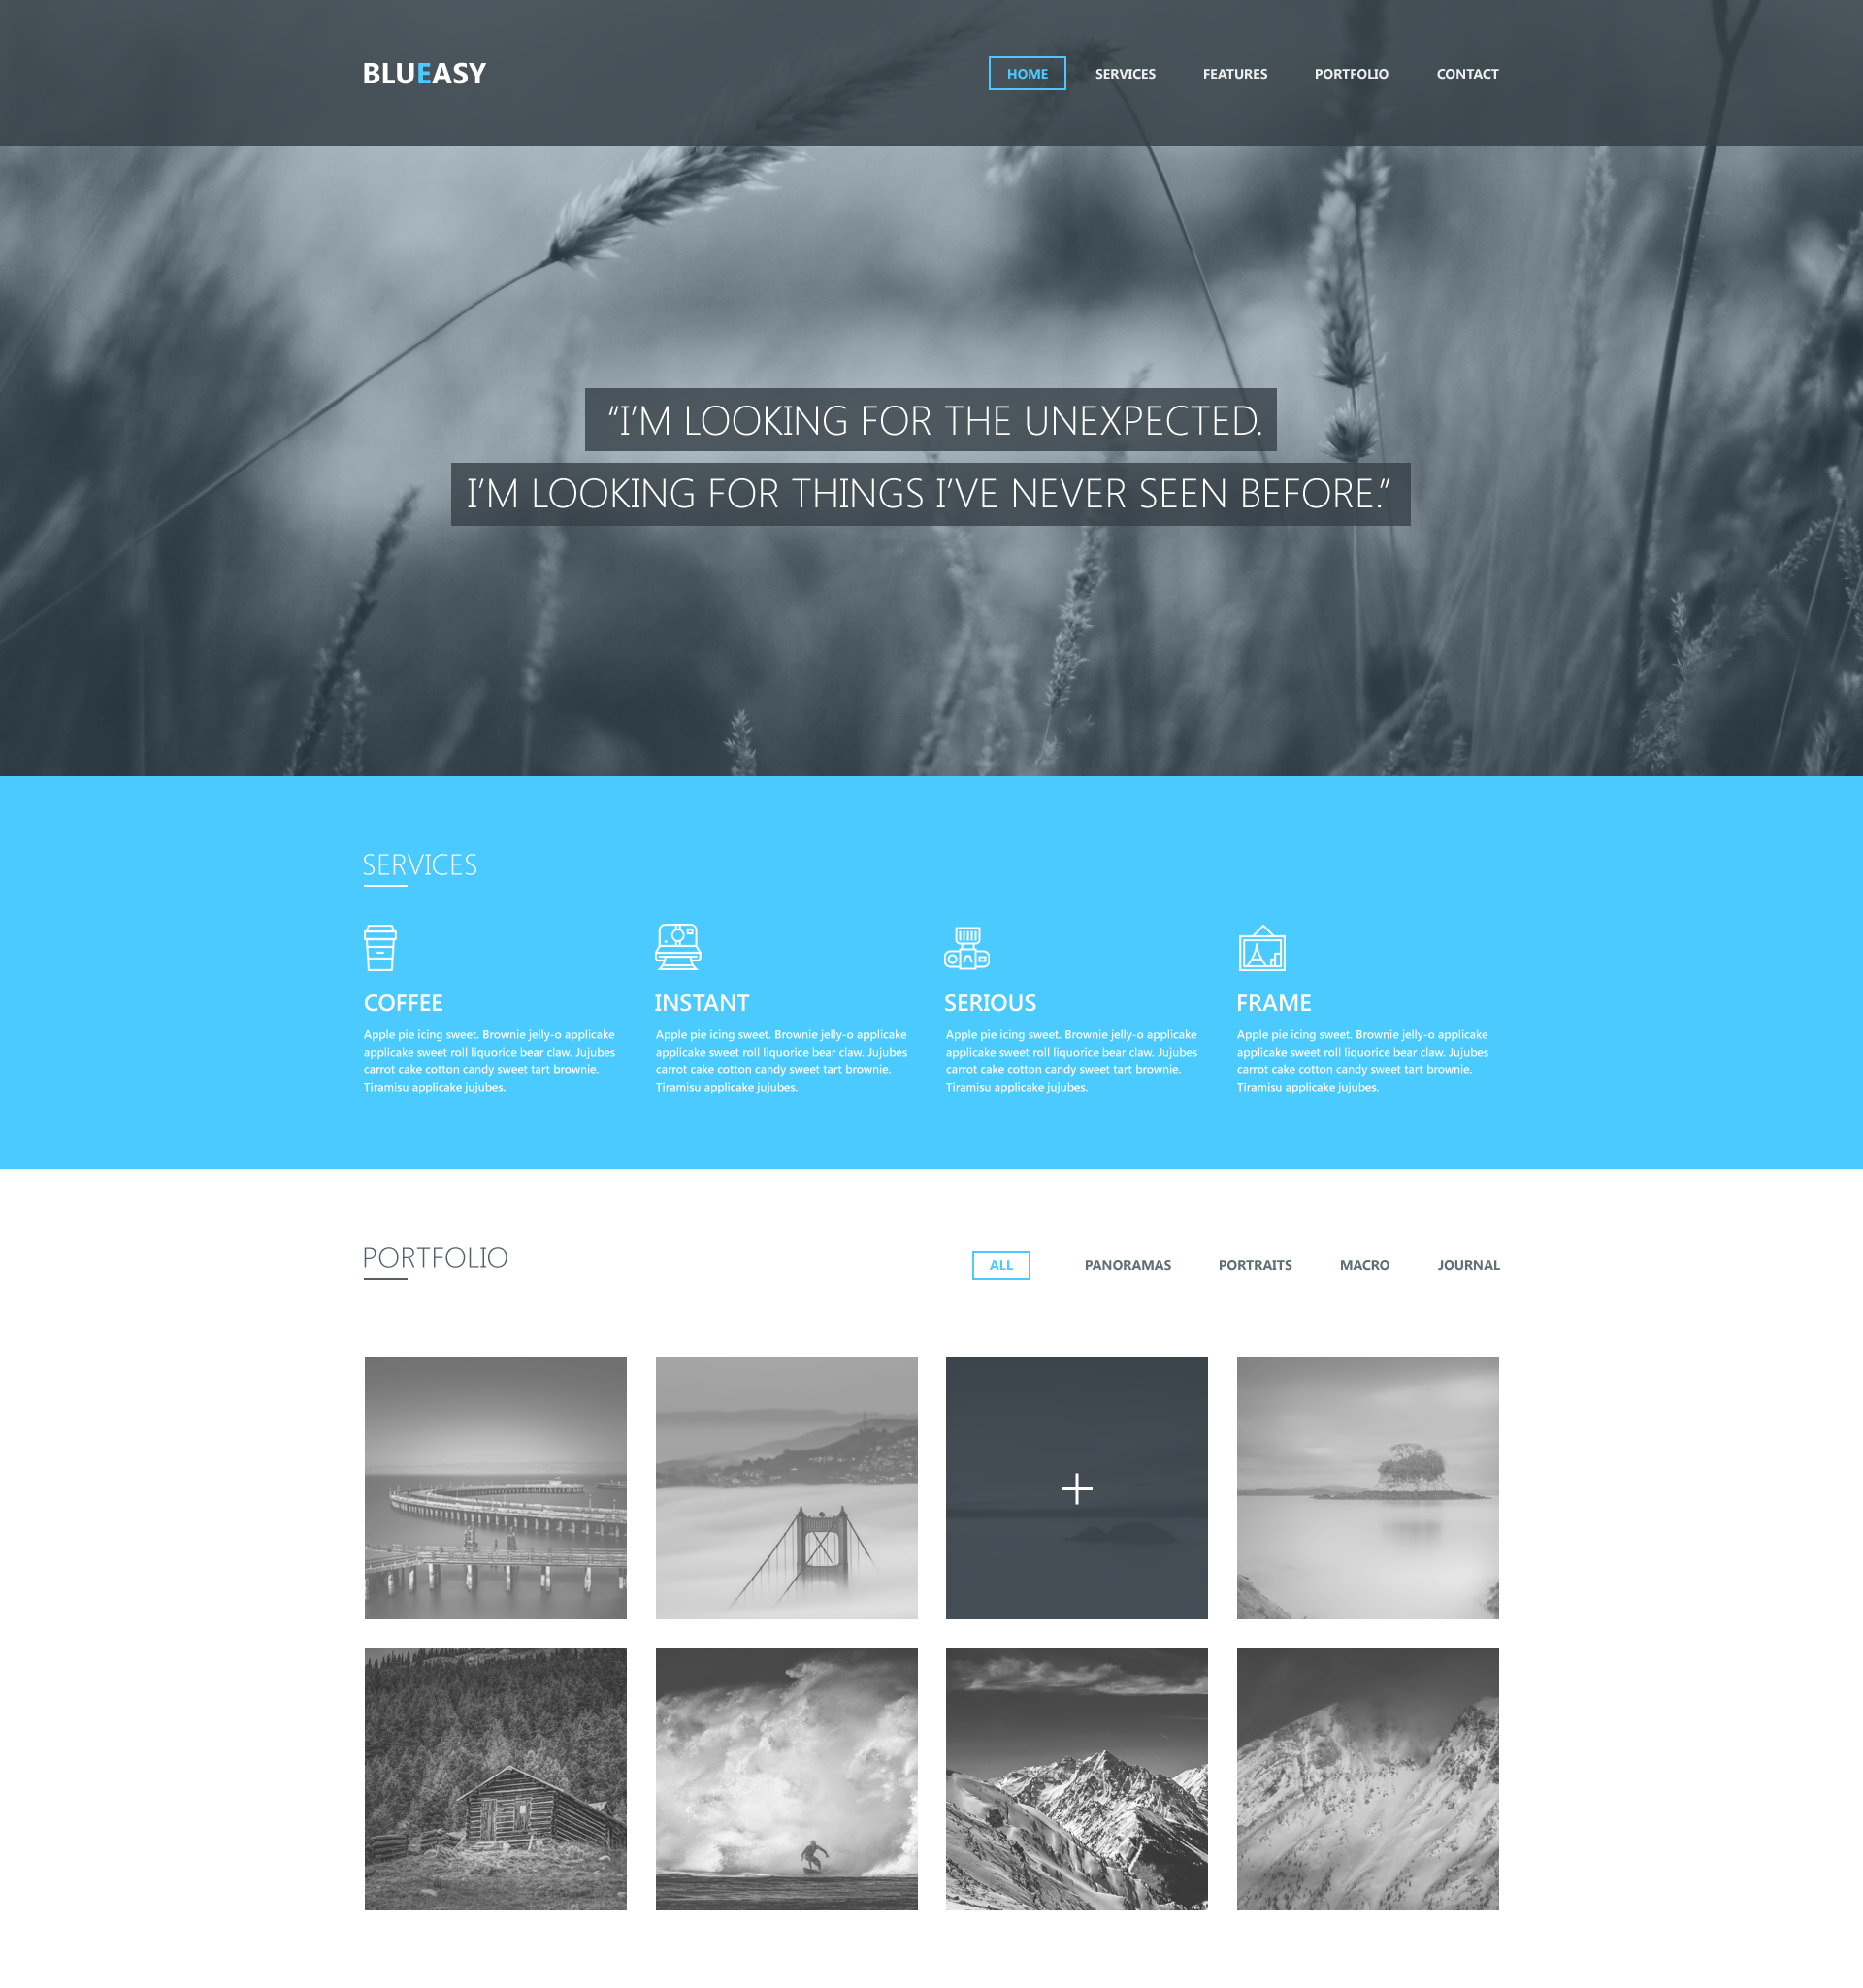 BLUEASY
HOME SERVICES FEATURES PORTFOLIO CONTACT
“I’M LOOKING FOR THE UNEXPECTED.
I’M LOOKING FOR THINGS I’VE NEVER SEEN BEFORE.”
SERVICES
COFFEE
Apple pie icing sweet. Brownie jelly-o applicake
applicake sweet roll liquorice bear claw. Jujubes
carrot cake cotton candy sweet tart brownie.
Tiramisu applicake jujubes.
INSTANT
Apple pie icing sweet. Brownie jelly-o applicake
applicake sweet roll liquorice bear claw. Jujubes
carrot cake cotton candy sweet tart brownie.
Tiramisu applicake jujubes.
SERIOUS
Apple pie icing sweet. Brownie jelly-o applicake
applicake sweet roll liquorice bear claw. Jujubes
carrot cake cotton candy sweet tart brownie.
Tiramisu applicake jujubes.
FRAME
Apple pie icing sweet. Brownie jelly-o applicake
applicake sweet roll liquorice bear claw. Jujubes
carrot cake cotton candy sweet tart brownie.
Tiramisu applicake jujubes.
PORTFOLIO
ALL PANORAMAS PORTRAITS MACRO JOURNAL